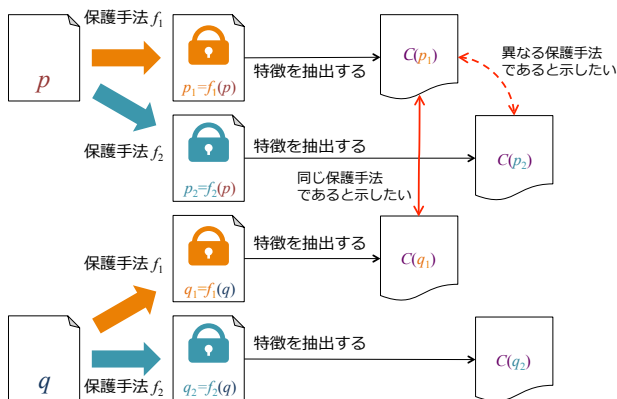 保護手法 f1
p
p1=f1(p)
特徴を抽出する
C(p1)
異なる保護手法
であると示したい
保護手法 f2
p2=f2(p)
特徴を抽出する
C(p2)
同じ保護手法
であると示したい
保護手法 f1
q1=f1(q)
特徴を抽出する
C(q1)
q
保護手法 f2
q2=f2(q)
特徴を抽出する
C(q2)